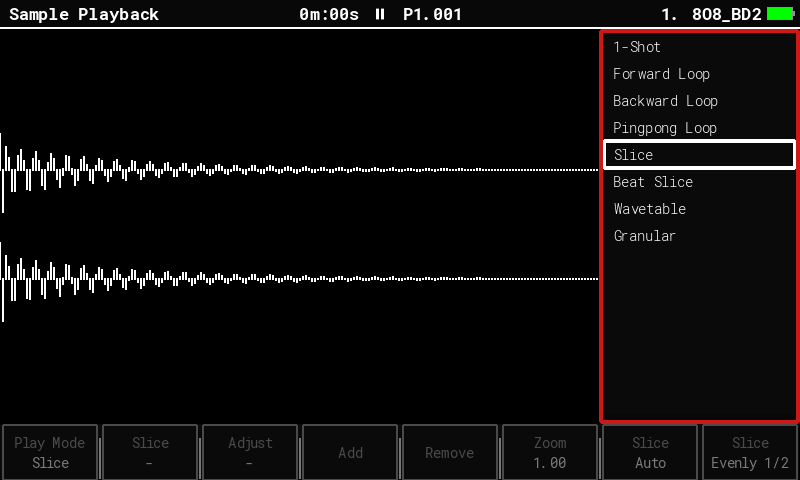 Sample Playback 0m:00s P1.001 1. 808_BD2
1-Shot
Forward Loop
Backward Loop
Pingpong Loop
Slice
Beat Slice
Wavetable
Granular
Play Mode Slice Adjust Add Remove Zoom Slice Slice
Slice - - 1.00 Auto Evenly 1/2